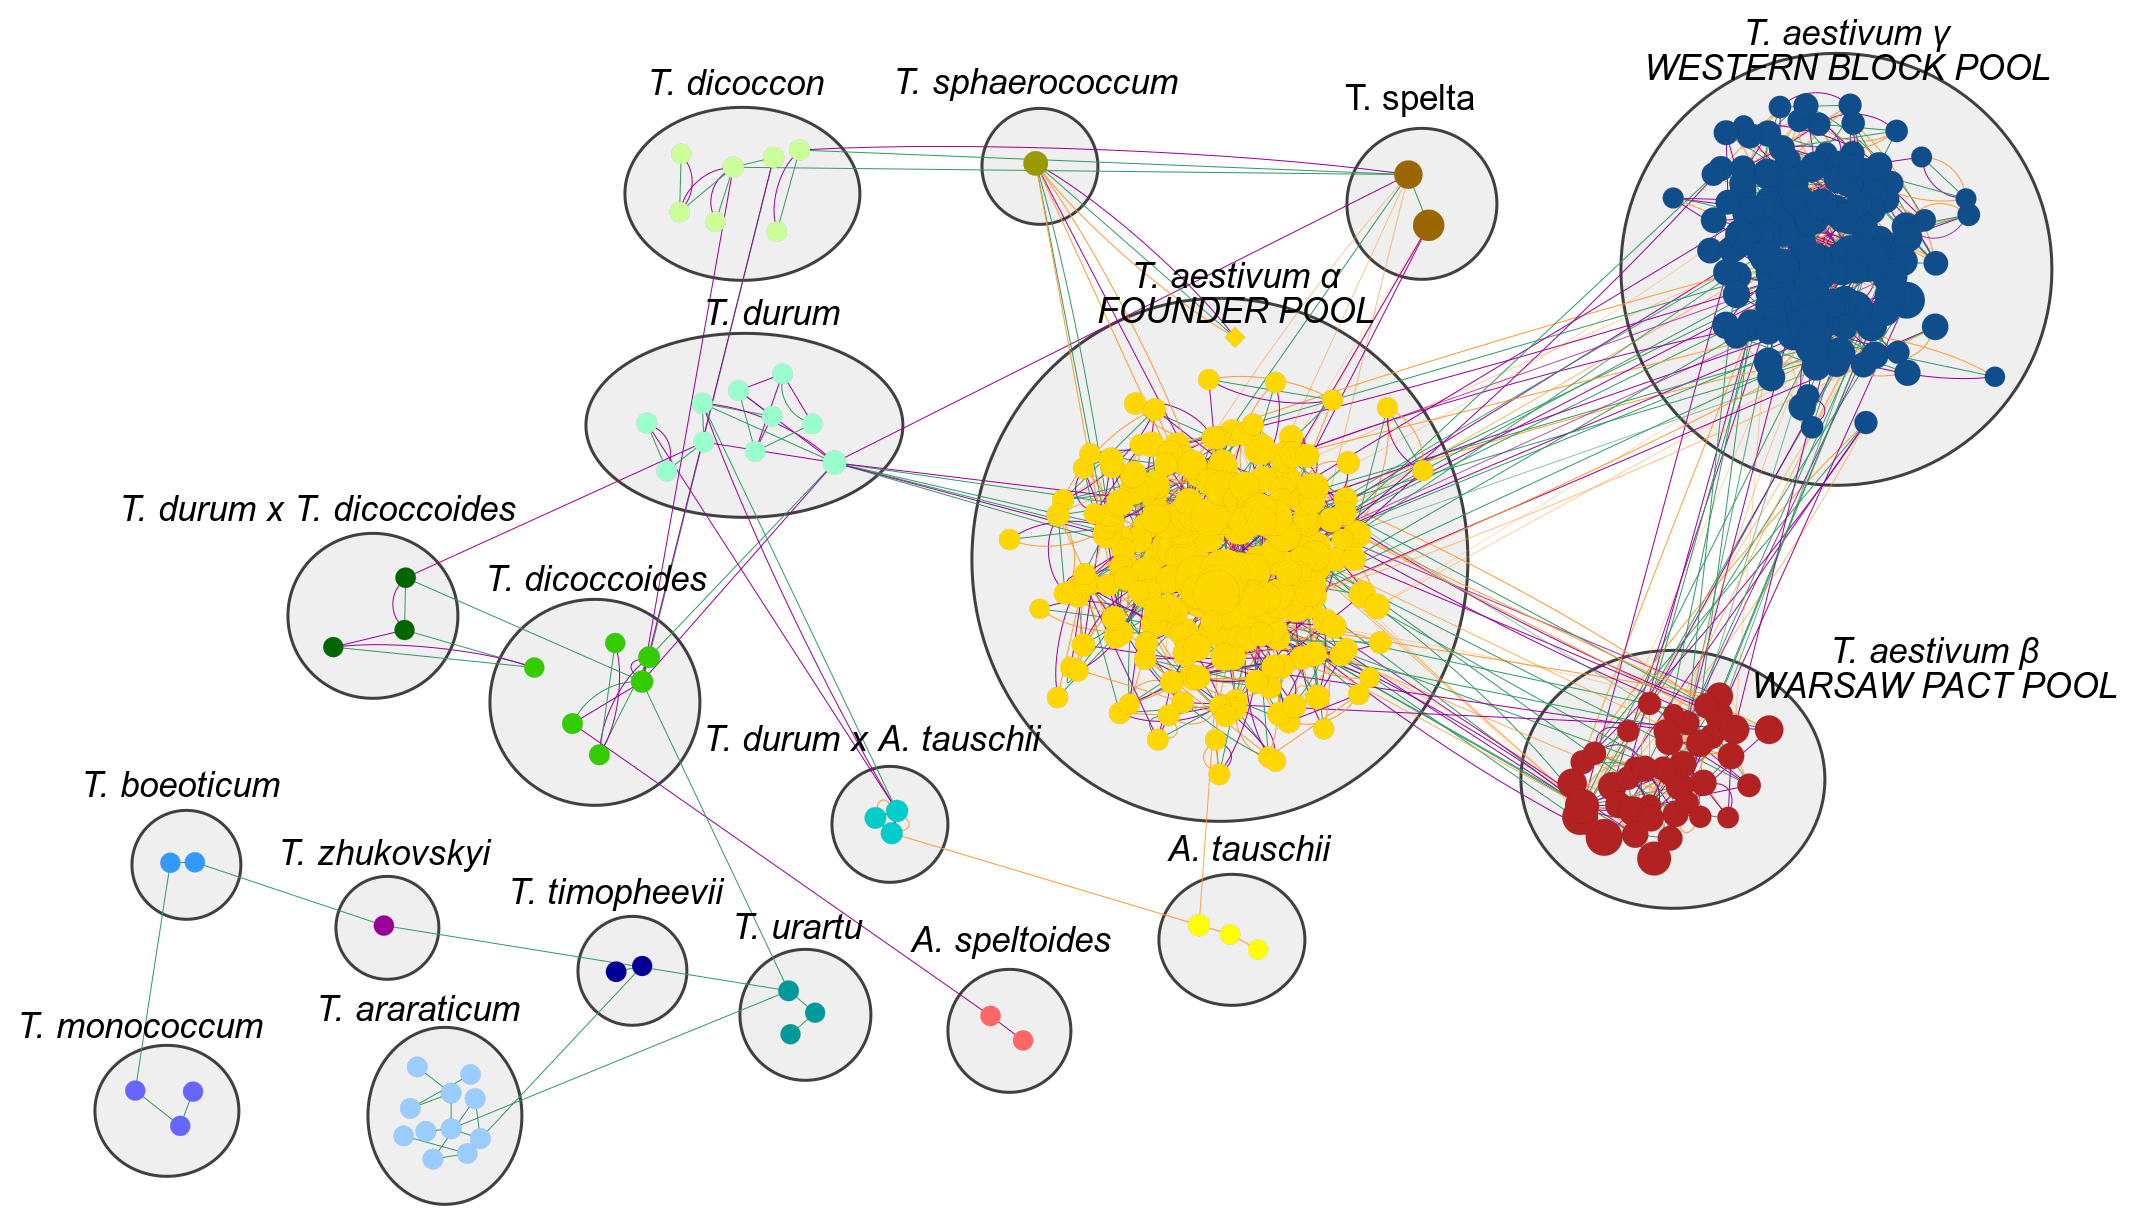 T. aestivum γ
WESTERN BLOCK POOL
T. dicoccon
T. sphaerococcum
T. spelta
T. aestivum α
FOUNDER POOL
T. durum
T. durum x T. dicoccoides
T. dicoccoides
T. aestivum β
WARSAW PACT POOL
T. durum x A. tauschii
T. boeoticum
T. zhukovskyi
A. tauschii
T. timopheevii
T. urartu
A. speltoides
T. araraticum
T. monococcum